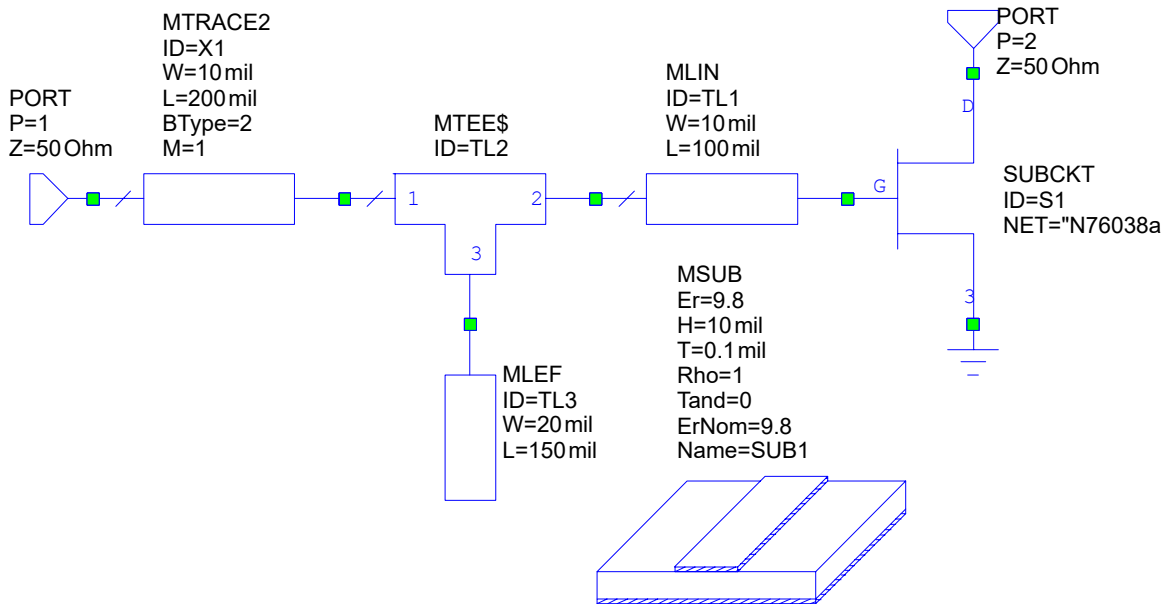 PORT
P=1
Z=50 Ohm
MTRACE2
ID=X1
W=10 mil
L=200 mil
BType=2
M=1
MTEE$
ID=TL2
1
2
3
MLEF
ID=TL3
W=20 mil
L=150 mil
MLIN
ID=TL1
W=10 mil
L=100 mil
MSUB
Er=9.8
H=10 mil
T=0.1 mil
Rho=1
Tand=0
ErNom=9.8
Name=SUB1
PORT
P=2
Z=50 Ohm
D
G
3
SUBCKT
ID=S1
NET="N76038a